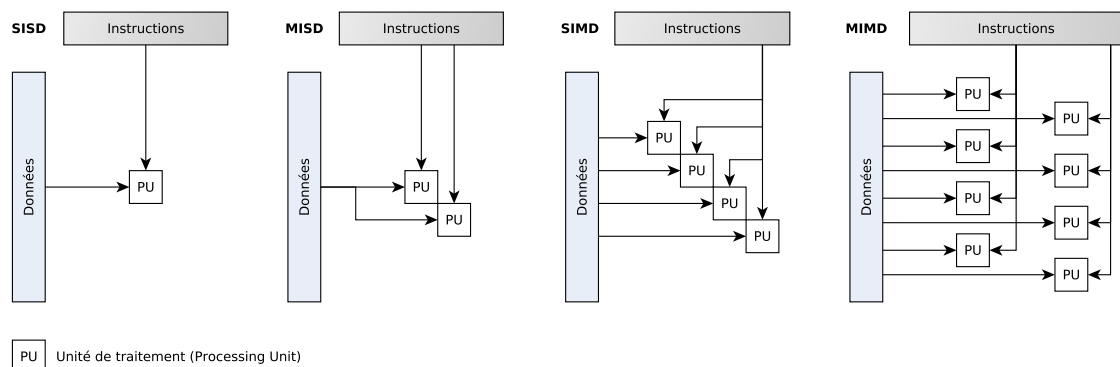 SISD
Instructions
MISD
Instructions
SIMD
Instructions
MIMD
Instructions
Données
PU
Données
PU
PU
Données
PU
PU
PU
PU
Données
PU
PU
PU
PU
PU
PU
PU
PU
PU Unité de traitement (Processing Unit)